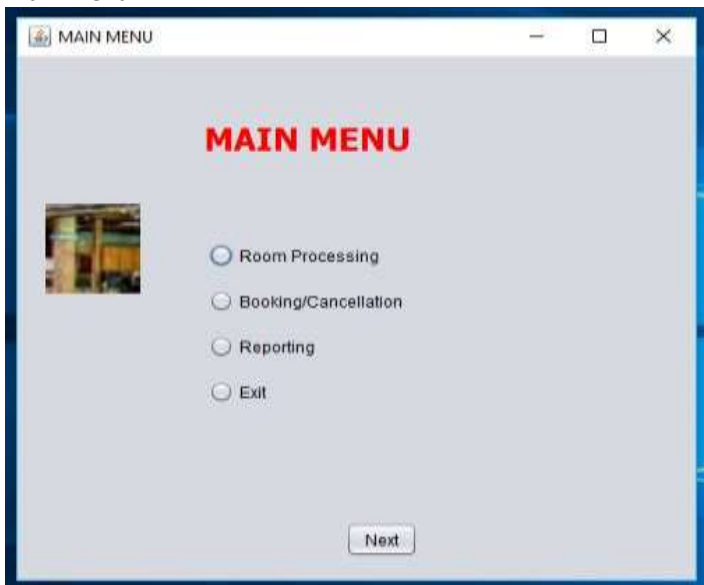 MAIN MENU
MAIN MENU
Room Processing
Booking/Cancellation
Reporting
Exit
Next